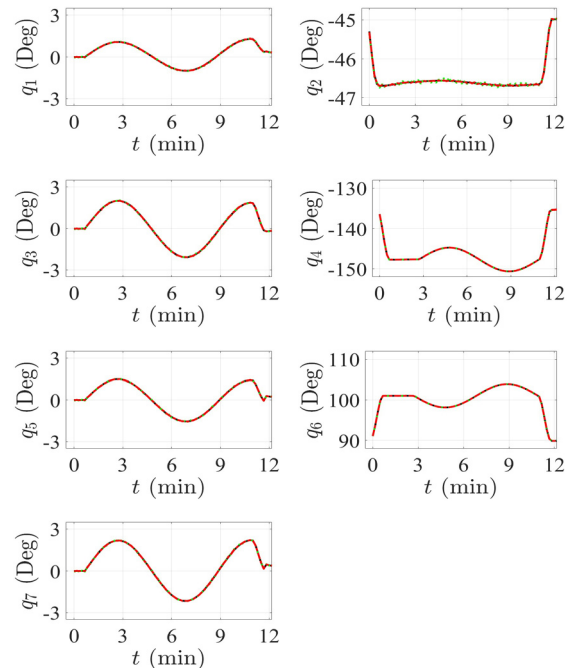 3
q1 (Deg)
0
-3
0 3 6 9 12
t (min)
-45
q2 (Deg)
-46
-47
0 3 6 9 12
t (min)
3
q3 (Deg)
0
-3
0 3 6 9 12
t (min)
-130
q4 (Deg)
-140
-150
0 3 6 9 12
t (min)
3
q5 (Deg)
0
-3
0 3 6 9 12
t (min)
110
q6 (Deg)
100
90
0 3 6 9 12
t (min)
3
q7 (Deg)
0
-3
0 3 6 9 12
t (min)